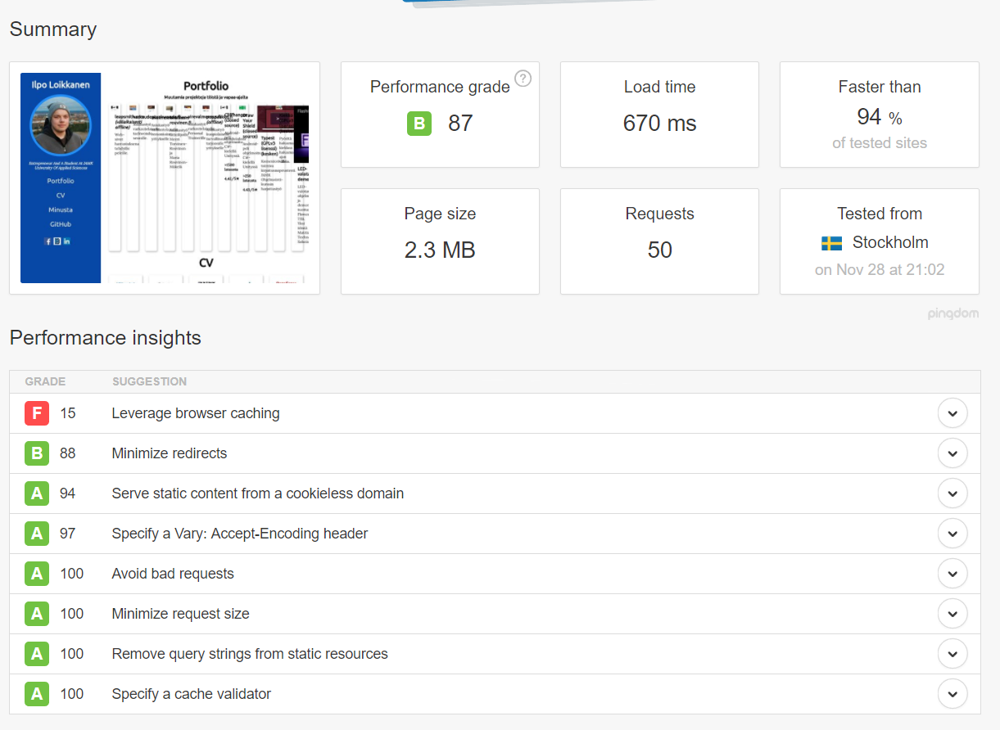 Summary
Ilpo Loikkanen
Entrepreneur And A Student At JAMK
University Of Applied Sciences
Portfolio
CV
Minusta
GitHub
Portfolio
Muutamia projekteja töistä ja vapaa-ajalta
CV
Performance grade ?
B 87
Load time
670 ms
Faster than
94 %
of tested sites
Page size
2.3 MB
Requests
50
Tested from
Stockholm
on Nov 28 at 21:02
pingdom
Performance insights
GRADE SUGGESTION
F 15 Leverage browser caching
B 88 Minimize redirects
A 94 Serve static content from a cookieless domain
A 97 Specify a Vary: Accept-Encoding header
A 100 Avoid bad requests
A 100 Minimize request size
A 100 Remove query strings from static resources
A 100 Specify a cache validator